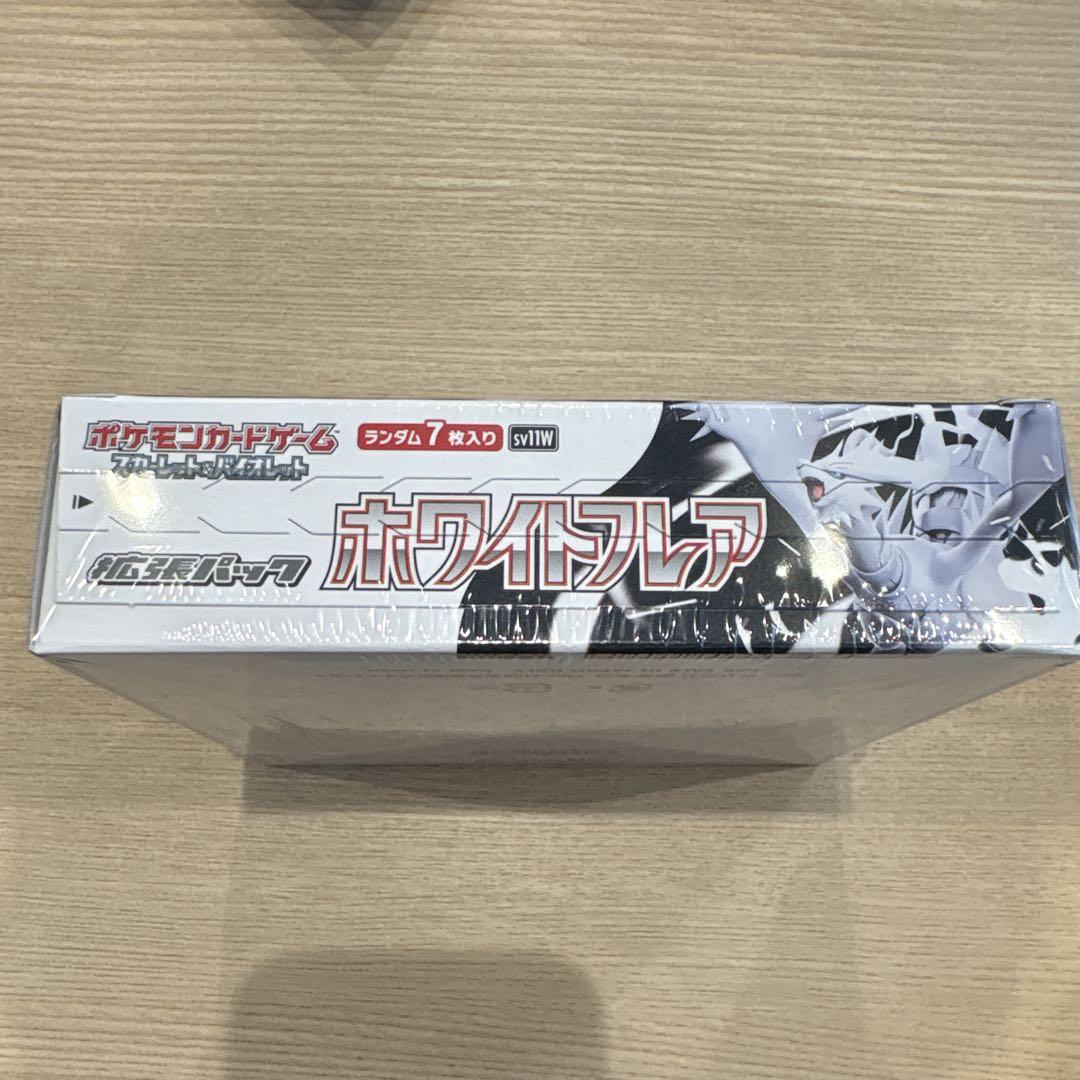 ポケモンカードゲーム
スカーレット&バイオレット
ランダム7枚入り
sv11W
拡張パック
ホワイトフレア